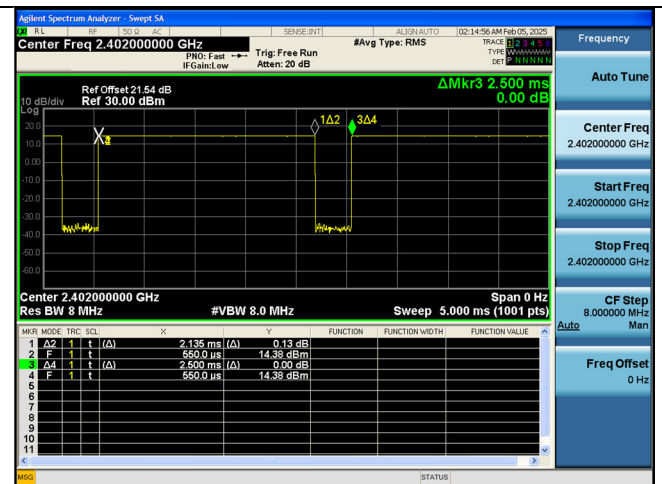 Agilent Spectrum Analyzer - Swept SA
RL RF 50 Ω AC SENSE:INT ALIGN AUTO 02:14:56 AM Feb 05, 2025
Center Freq 2.402000000 GHz #Avg Type: RMS TRACE 1 2 3 4 5 6
PNO: Fast Trig: Free Run TYPE W
IFGain:Low Atten: 20 dB DET P N N N N N
ΔMkr3 2.500 ms
0.00 dB
Ref Offset 21.54 dB
10 dB/div Ref 30.00 dBm
Log
20.0
10.0
0.00
-10.0
-20.0
-30.0
-40.0
-50.0
-60.0
1Δ2 3Δ4
Center 2.402000000 GHz Span 0 Hz
Res BW 8 MHz #VBW 8.0 MHz Sweep 5.000 ms (1001 pts)
MKR MODE TRC SCL X Y FUNCTION FUNCTION WIDTH FUNCTION VALUE
1 Δ2 1 t (Δ) 2.135 ms (Δ) 0.13 dB
2 F 1 t 550.0 µs 14.38 dBm
3 Δ4 1 t (Δ) 2.500 ms (Δ) 0.00 dB
4 F 1 t 550.0 µs 14.38 dBm
5
6
7
8
9
10
11
MSG STATUS
Frequency
Auto Tune
Center Freq
2.402000000 GHz
Start Freq
2.402000000 GHz
Stop Freq
2.402000000 GHz
CF Step
8.000000 MHz
Auto Man
Freq Offset
0 Hz